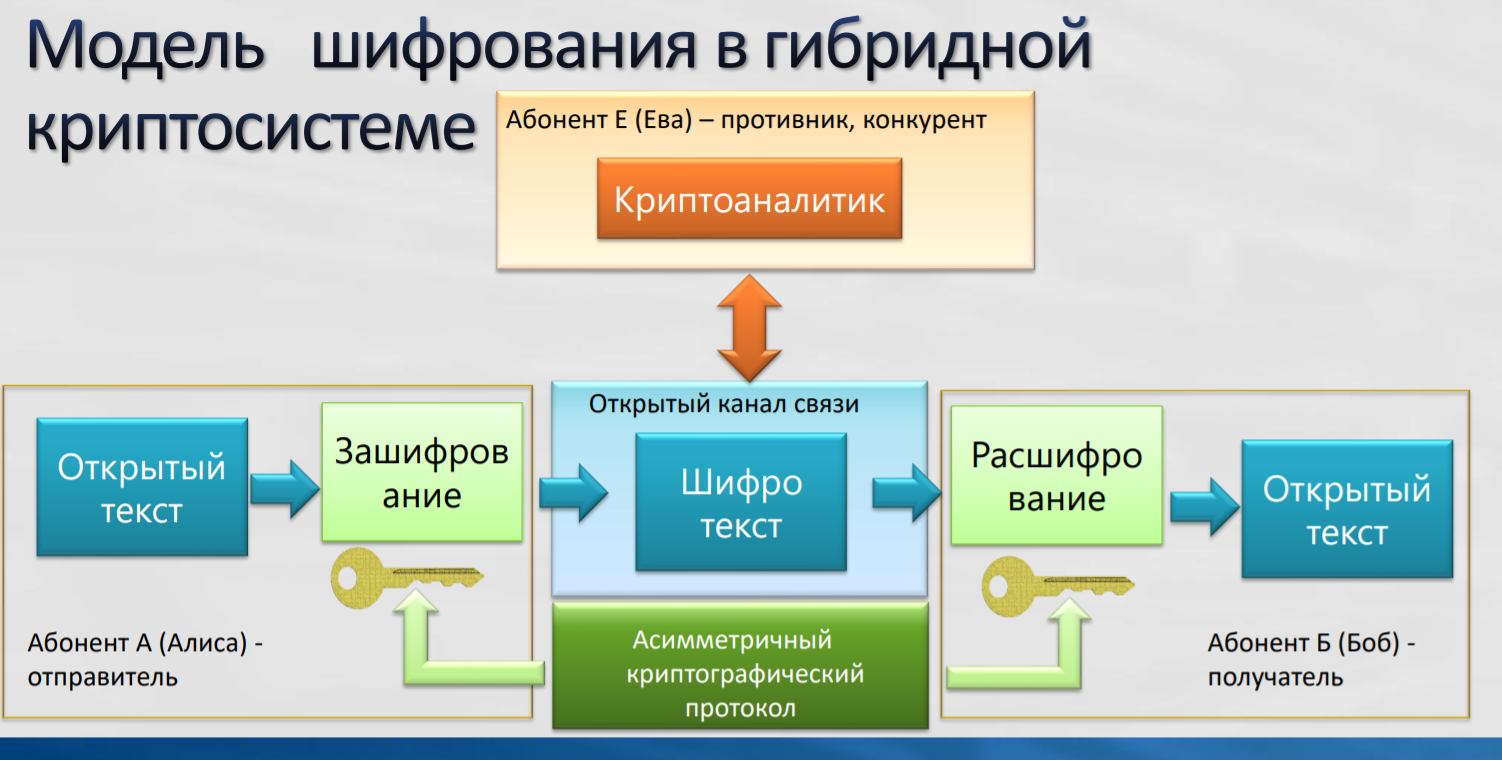 Модель шифрования в гибридной
криптосистеме
Абонент Е (Ева) – противник, конкурент
Криптоаналитик
Открытый
текст
Зашифров
ание
Абонент А (Алиса) -
отправитель
Открытый канал связи
Шифро
текст
Асимметричный
криптографический
протокол
Расшифро
вание
Открытый
текст
Абонент Б (Боб) -
получатель